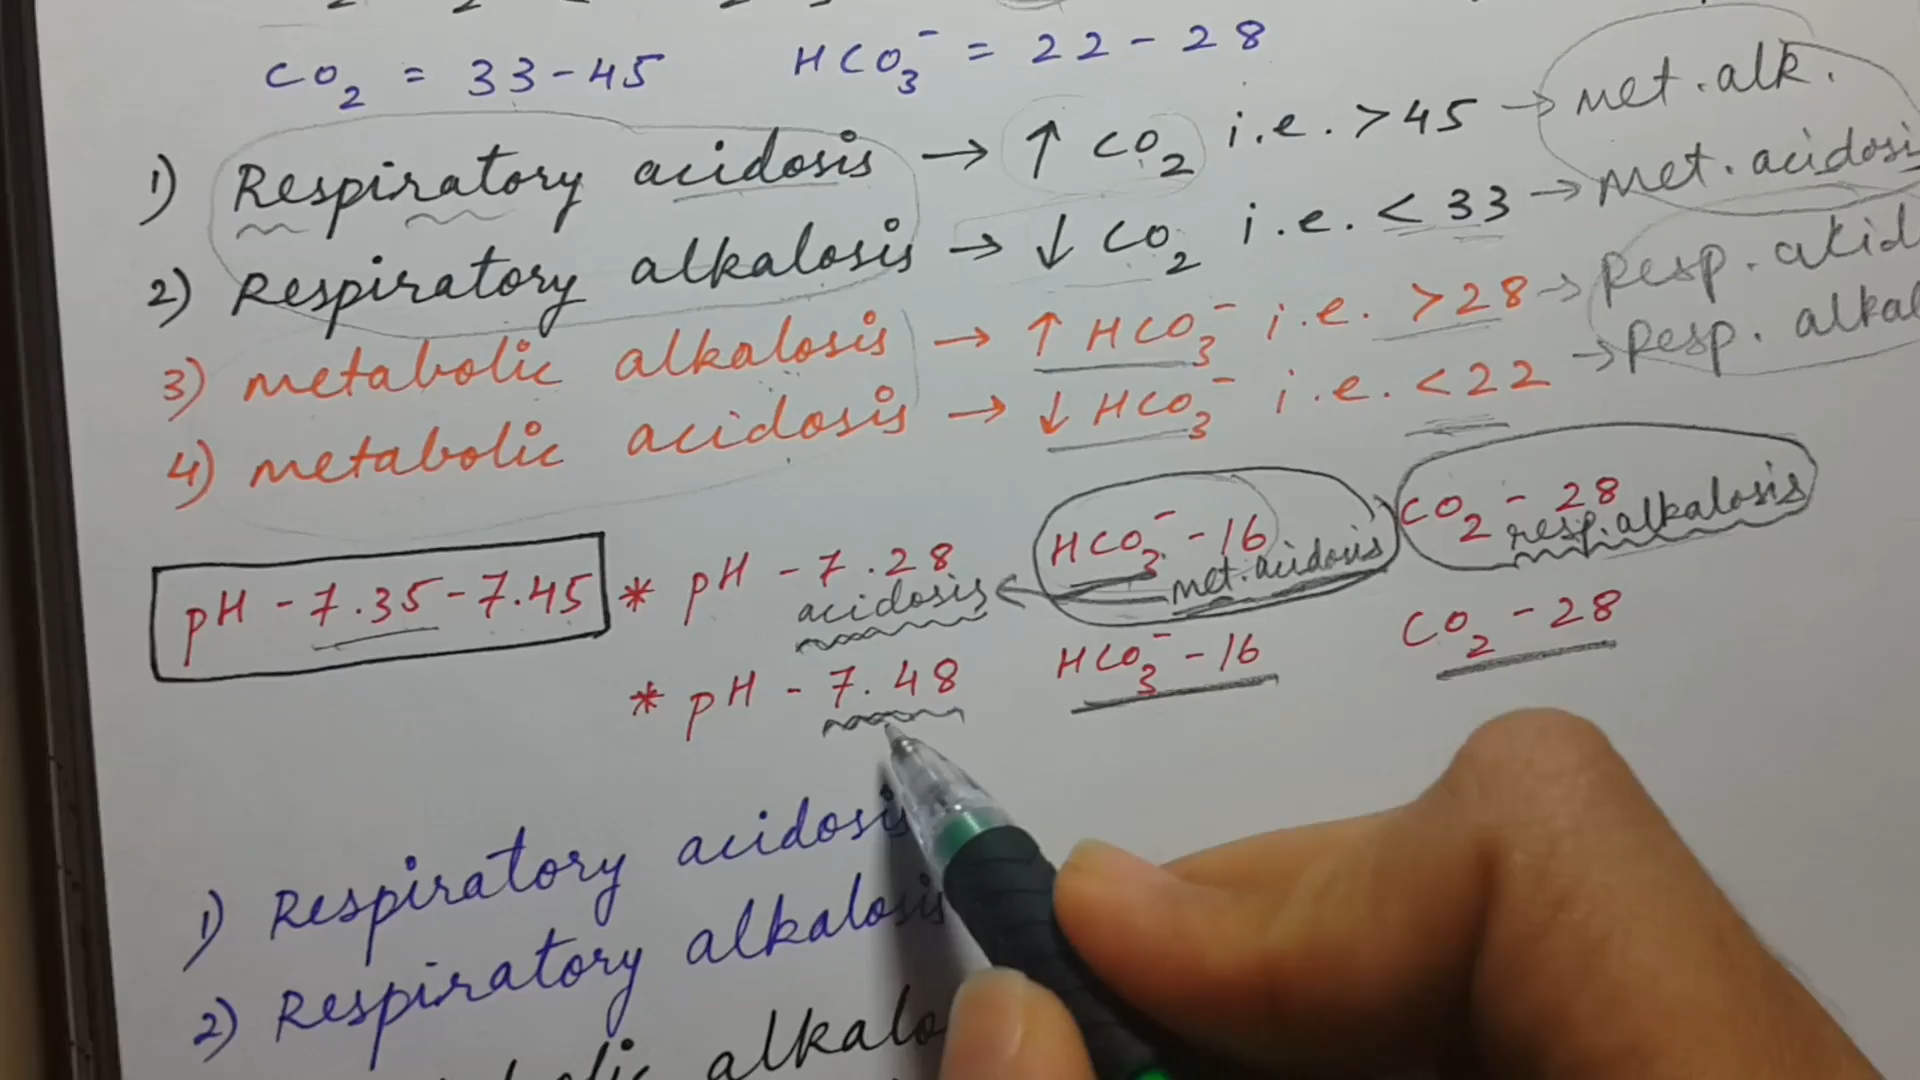 CO2 = 33-45 HCO3- = 22-28
1) Respiratory acidosis → ↑ CO2 i.e. >45 → met. alk.
2) Respiratory alkalosis → ↓ CO2 i.e. < 33 → met. acidosis
3) metabolic alkalosis → ↑ HCO3- i.e. >28 → Resp. acid
4) metabolic acidosis → ↓ HCO3- i.e. <22 → Resp. alkal
pH - 7.35-7.45 * pH - 7.28 HCO3- - 16 CO2 - 28
acidosis ← met. acidosis resp. alkalosis
* pH - 7.48 HCO3- - 16 CO2 - 28
1) Respiratory acidosis
2) Respiratory alkalosis
alkalo